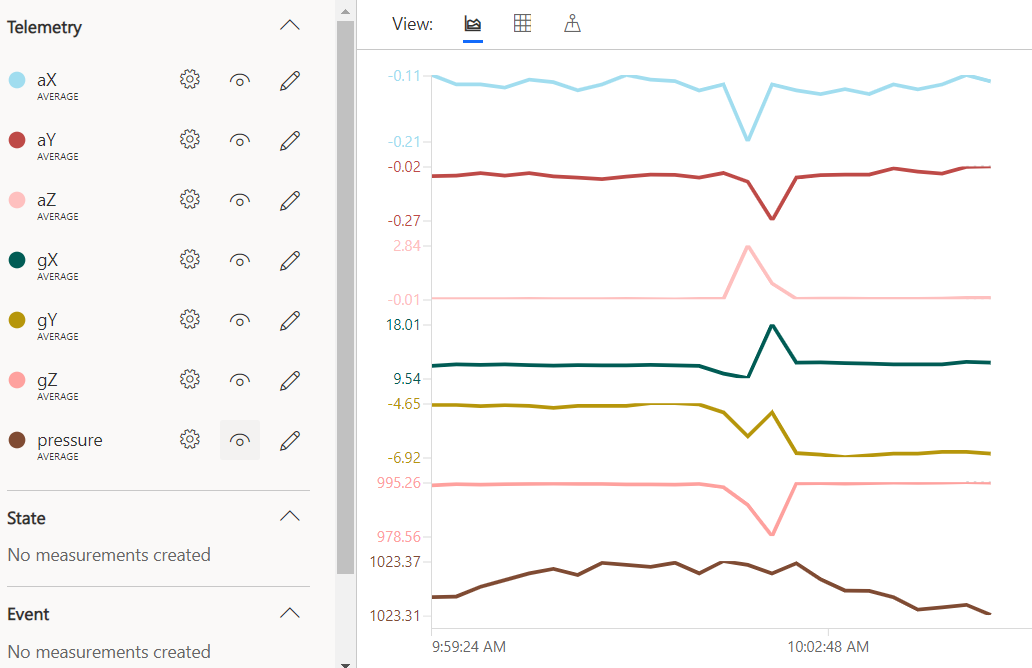 Telemetry
aX
AVERAGE
aY
AVERAGE
aZ
AVERAGE
gX
AVERAGE
gY
AVERAGE
gZ
AVERAGE
pressure
AVERAGE
State
No measurements created
Event
No measurements created
View:
-0.11
-0.21
-0.02
-0.27
2.84
-0.01
18.01
9.54
-4.65
-6.92
995.26
978.56
1023.37
1023.31
9:59:24 AM
10:02:48 AM